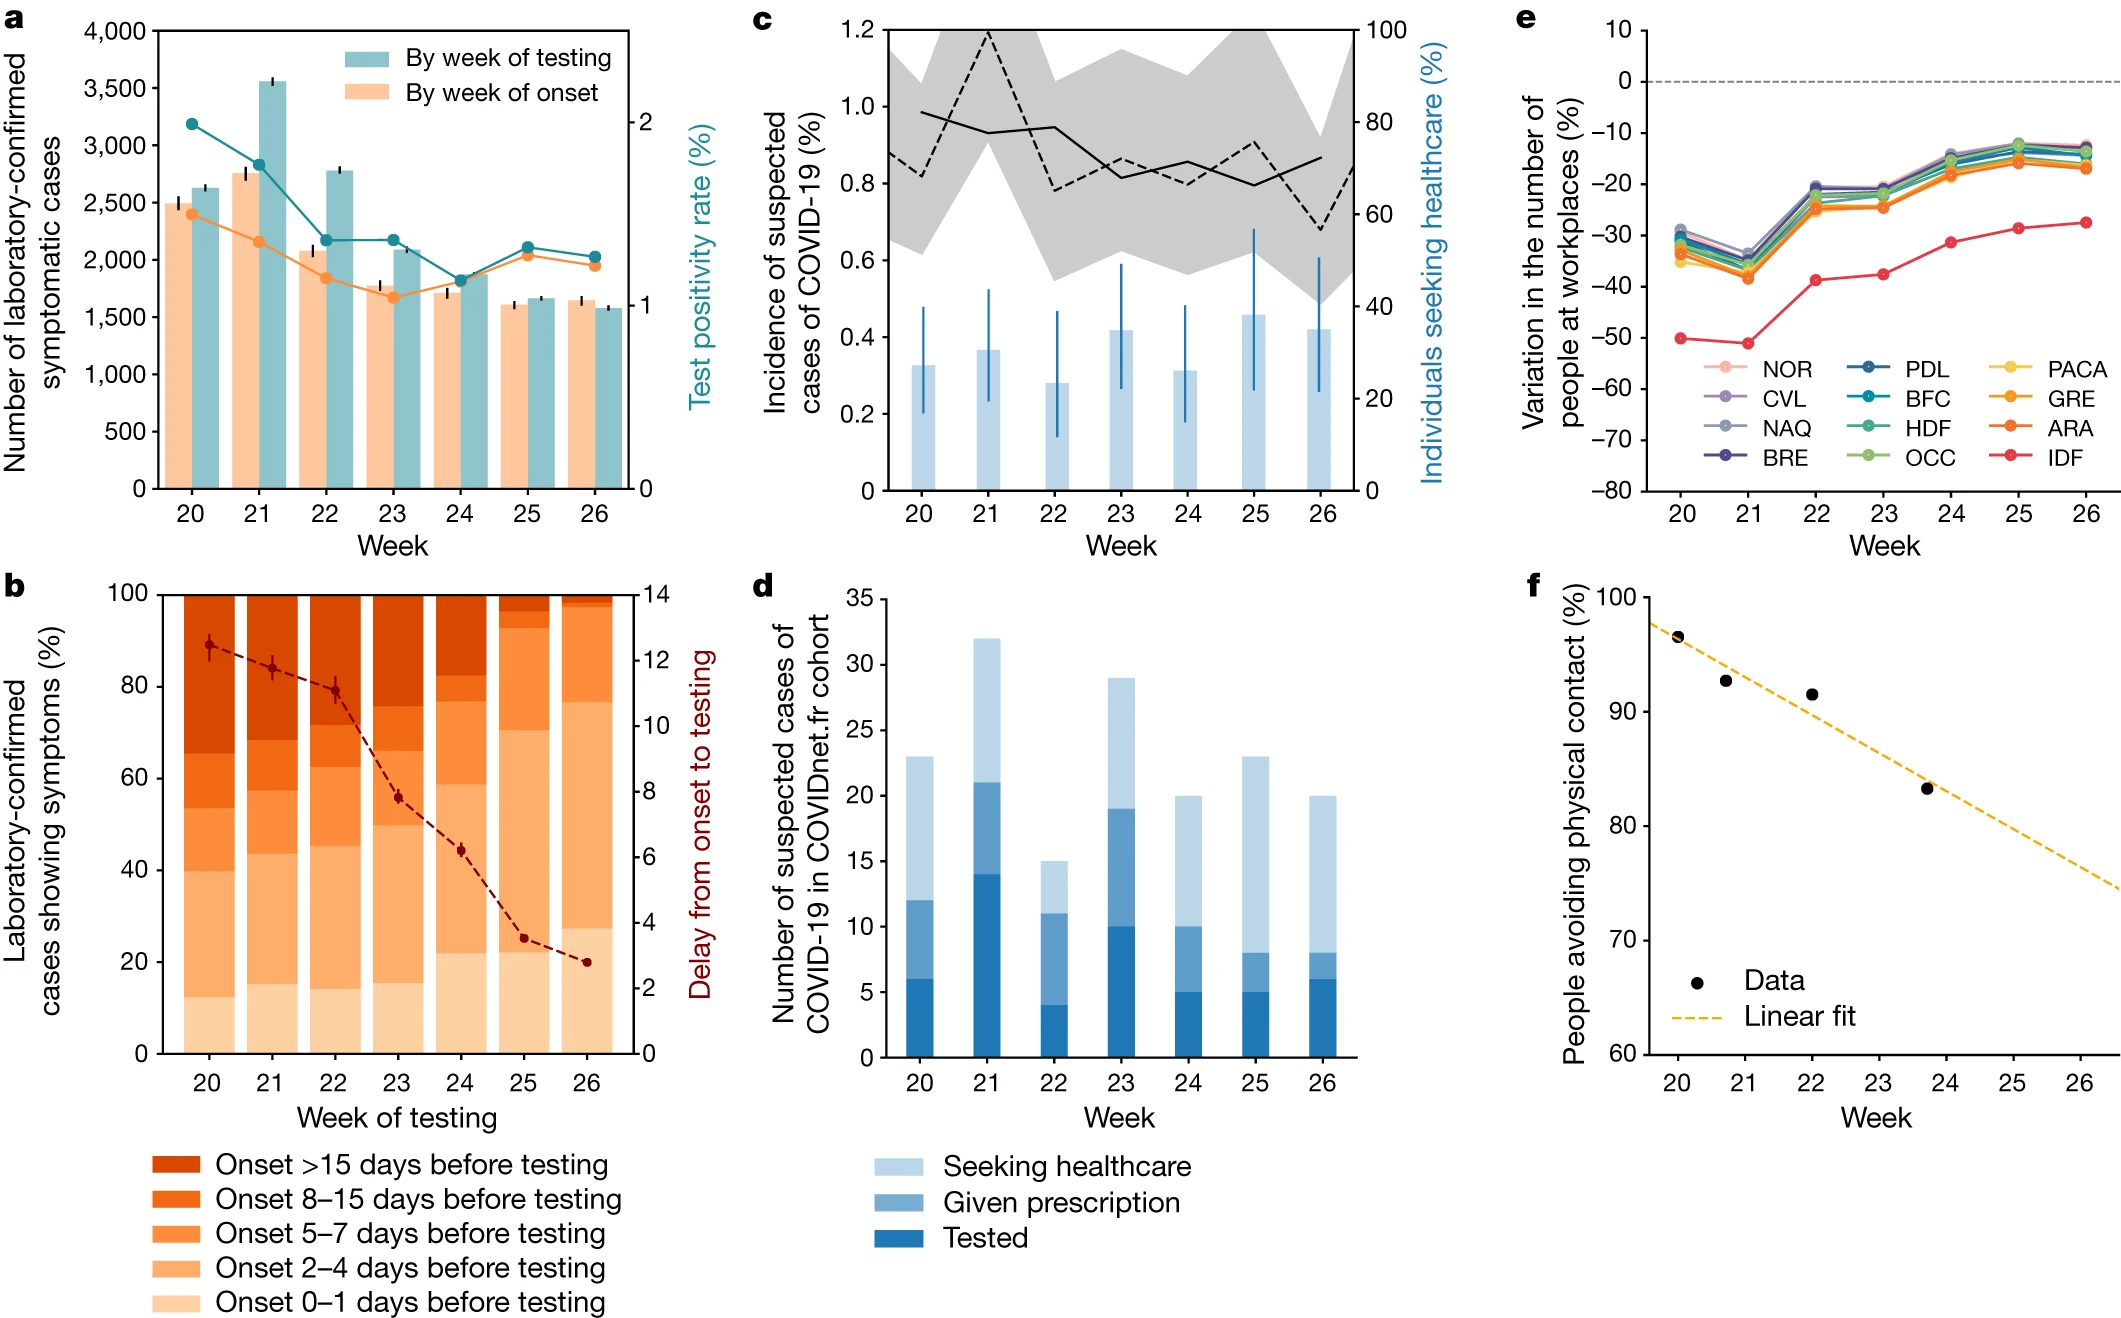 a
Number of laboratory-confirmed
symptomatic cases
4,000
3,500
3,000
2,500
2,000
1,500
1,000
500
0
By week of testing
By week of onset
2
1
0
Test positivity rate (%)
20 21 22 23 24 25 26
Week
b
Laboratory-confirmed
cases showing symptoms (%)
100
80
60
40
20
0
14
12
10
8
6
4
2
0
Delay from onset to testing
20 21 22 23 24 25 26
Week of testing
Onset >15 days before testing
Onset 8–15 days before testing
Onset 5–7 days before testing
Onset 2–4 days before testing
Onset 0–1 days before testing
c
Incidence of suspected
cases of COVID-19 (%)
1.2
1.0
0.8
0.6
0.4
0.2
0
100
80
60
40
20
0
Individuals seeking healthcare (%)
20 21 22 23 24 25 26
Week
d
Number of suspected cases of
COVID-19 in COVIDnet.fr cohort
35
30
25
20
15
10
5
0
20 21 22 23 24 25 26
Week
Seeking healthcare
Given prescription
Tested
e
Variation in the number of
people at workplaces (%)
10
0
−10
−20
−30
−40
−50
−60
−70
−80
NOR PDL PACA
CVL BFC GRE
NAQ HDF ARA
BRE OCC IDF
20 21 22 23 24 25 26
Week
f
People avoiding physical contact (%)
100
90
80
70
60
Data
Linear fit
20 21 22 23 24 25 26
Week